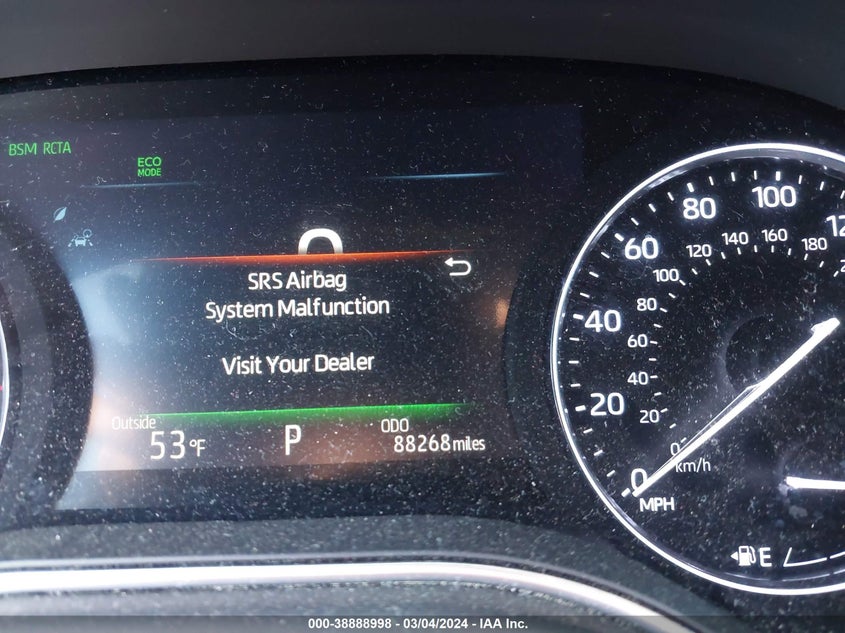 BSM RCTA
ECO
MODE
0
SRS Airbag
System Malfunction
Visit Your Dealer
Outside
53°F
P
ODO
88268 miles
0
20
40
60
80
100
0
20
40
60
80
100
120
140
160
180
km/h
MPH
E
000-38888998 | 03/04/2024 | IAA Inc.